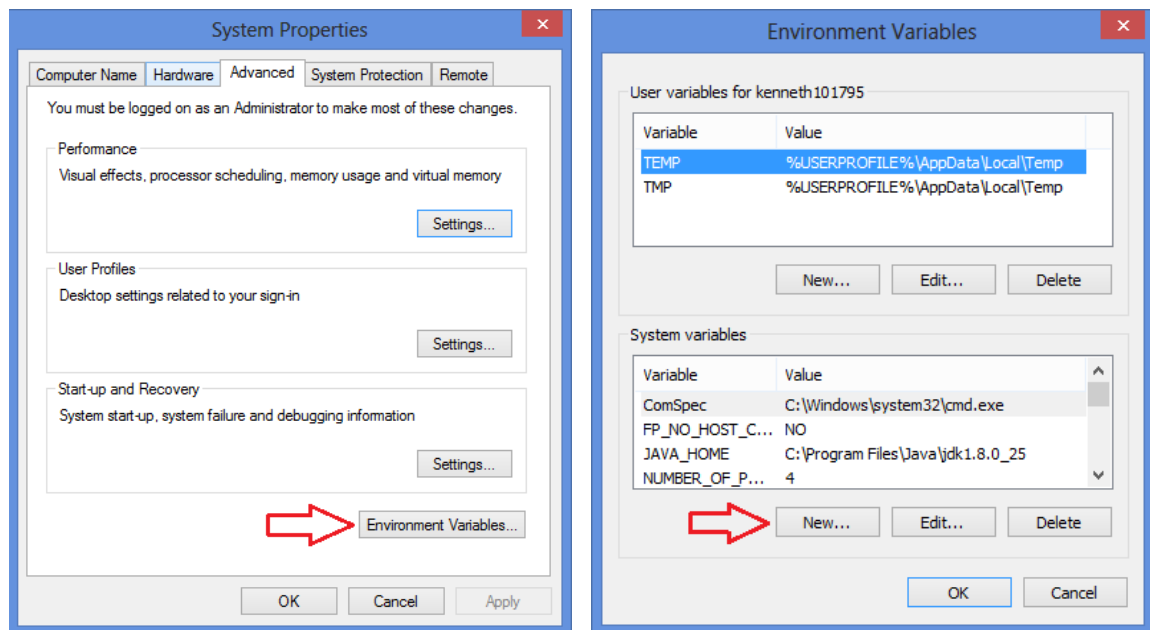 System Properties
Computer Name Hardware Advanced System Protection Remote
You must be logged on as an Administrator to make most of these changes.
Performance
Visual effects, processor scheduling, memory usage and virtual memory
Settings...
User Profiles
Desktop settings related to your sign-in
Settings...
Start-up and Recovery
System start-up, system failure and debugging information
Settings...
Environment Variables...
OK Cancel Apply
Environment Variables
User variables for kenneth101795
Variable Value
TEMP %USERPROFILE%\AppData\Local\Temp
TMP %USERPROFILE%\AppData\Local\Temp
New... Edit... Delete
System variables
Variable Value
ComSpec C:\Windows\system32\cmd.exe
FP_NO_HOST_C... NO
JAVA_HOME C:\Program Files\Java\jdk1.8.0_25
NUMBER_OF_P... 4
New... Edit... Delete
OK Cancel